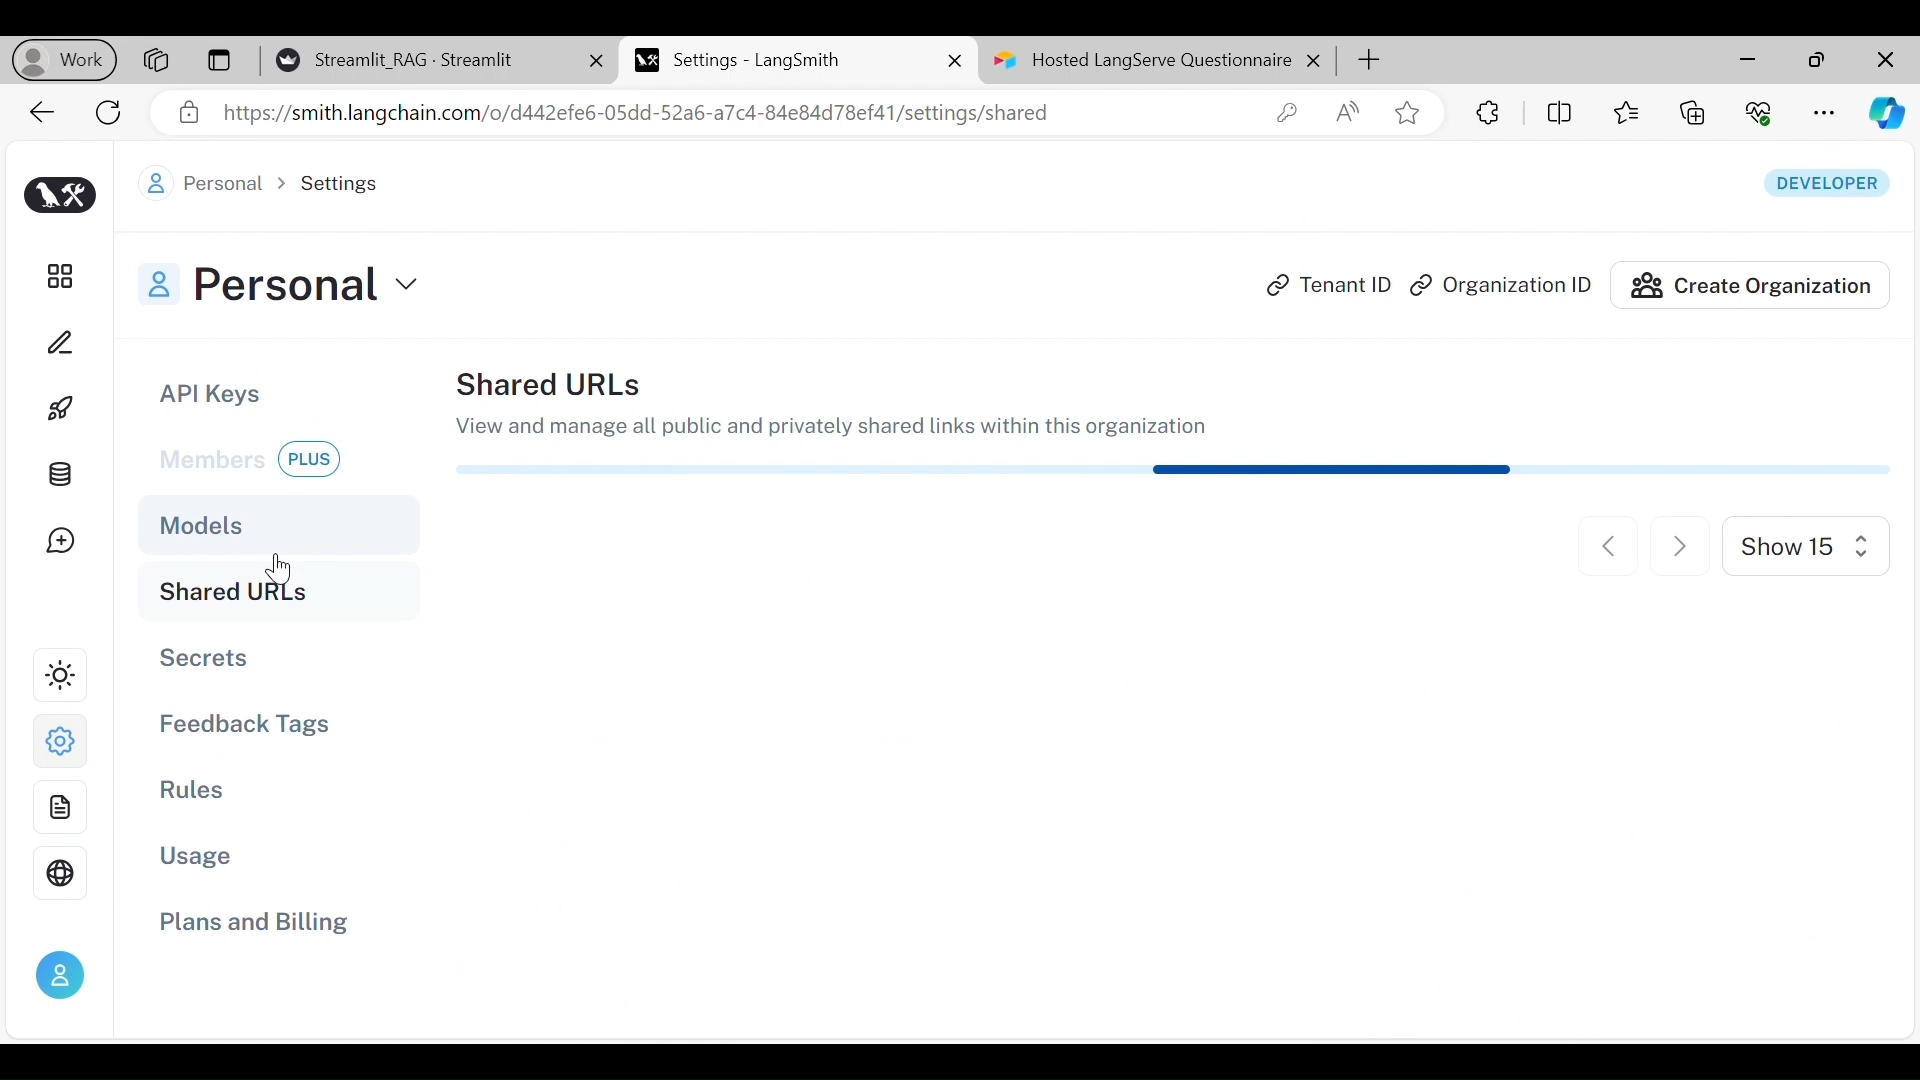 Work
Streamlit_RAG · Streamlit
Settings - LangSmith
Hosted LangServe Questionnaire
https://smith.langchain.com/o/d442efe6-05dd-52a6-a7c4-84e84d78ef41/settings/shared
Personal > Settings
DEVELOPER
Personal
Tenant ID
Organization ID
Create Organization
API Keys
Members PLUS
Models
Shared URLs
Secrets
Feedback Tags
Rules
Usage
Plans and Billing
Shared URLs
View and manage all public and privately shared links within this organization
Show 15